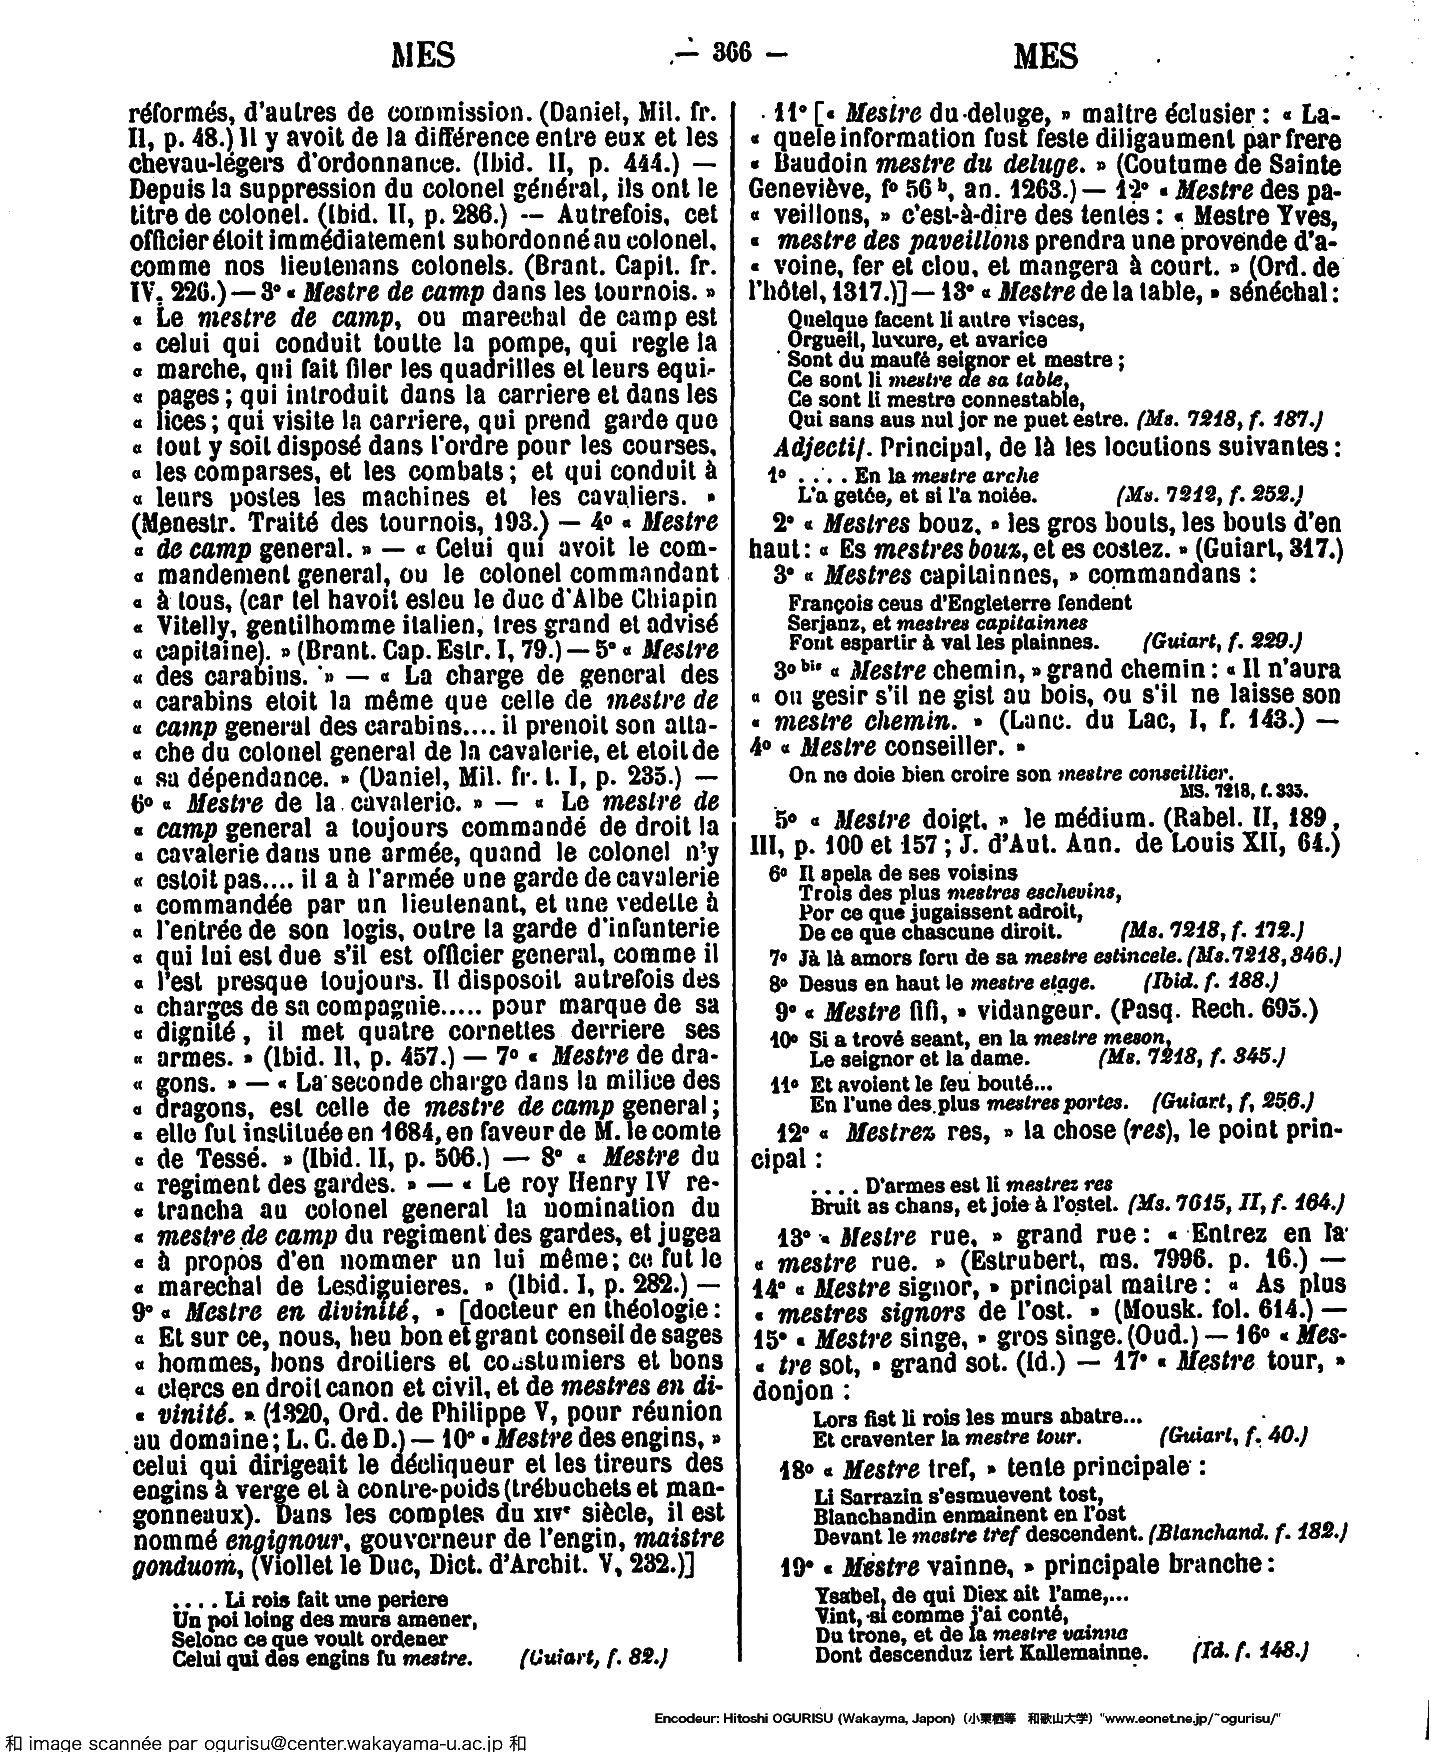 MES — 366 — MES
réformés, d'autres de commission. (Daniel, Mil. fr.
II, p. 48.) Il y avoit de la différence entre eux et les
chevau-légers d'ordonnance. (Ibid. II, p. 444.) —
Depuis la suppression du colonel général, ils ont le
titre de colonel. (Ibid. II, p. 286.) — Autrefois, cet
officier étoit immédiatement subordonné au colonel,
comme nos lieutenans colonels. (Brant. Capit. fr.
IV, 226.) — 3° « Mestre de camp dans les tournois. »
« Le mestre de camp, ou marechal de camp est
« celui qui conduit toutte la pompe, qui regle la
« marche, qui fait filer les quadrilles et leurs equi-
« pages ; qui introduit dans la carriere et dans les
« lices ; qui visite la carriere, qui prend garde que
« tout y soit disposé dans l'ordre pour les courses,
« les comparses, et les combats ; et qui conduit à
« leurs postes les machines et les cavaliers. »
(Menestr. Traité des tournois, 193.) — 4° « Mestre
« de camp general. » — « Celui qui avoit le com-
« mandement general, ou le colonel commandant
« à tous, (car tel havoit esleu le duc d'Albe Chiapin
« Vitelly, gentilhomme italien, tres grand et advisé
« capitaine). » (Brant. Cap. Estr. I, 79.) — 5° « Mestre
« des carabins. » — « La charge de general des
« carabins etoit la même que celle de mestre de
« camp general des carabins.... il prenoit son atta-
« che du colonel general de la cavalerie, et etoit de
« sa dépendance. » (Daniel, Mil. fr. t. I, p. 235.) —
6° « Mestre de la cavalerie. » — « Le mestre de
« camp general a toujours commandé de droit la
« cavalerie dans une armée, quand le colonel n'y
« estoit pas.... il a à l'armée une garde de cavalerie
« commandée par un lieutenant, et une vedette à
« l'entrée de son logis, outre la garde d'infanterie
« qui lui est due s'il est officier general, comme il
« l'est presque toujours. Il disposoit autrefois des
« charges de sa compagnie..... pour marque de sa
« dignité, il met quatre cornettes derriere ses
« armes. » (Ibid. II, p. 457.) — 7° « Mestre de dra-
« gons. » — « La seconde charge dans la milice des
« dragons, est celle de mestre de camp general ;
« elle fut instituée en 1684, en faveur de M. le comte
« de Tessé. » (Ibid. II, p. 506.) — 8° « Mestre du
« regiment des gardes. » — « Le roy Henry IV re-
« trancha au colonel general la nomination du
« mestre de camp du regiment des gardes, et jugea
« à propos d'en nommer un lui même ; ce fut le
« marechal de Lesdiguieres. » (Ibid. I, p. 282.) —
9° « Mestre en divinité, » [docteur en théologie :
« Et sur ce, nous, heu bon et grant conseil de sages
« hommes, bons droitiers et coustumiers et bons
« clercs en droit canon et civil, et de mestres en di-
« vinité. » (1320, Ord. de Philippe V, pour réunion
au domaine ; L. C. de D.) — 10° « Mestre des engins, »
celui qui dirigeait le décliqueur et les tireurs des
engins à verge et à contre-poids (trébuchets et man-
gonneaux). Dans les comptes du XIVe siècle, il est
nommé engignour, gouverneur de l'engin, maistre
gonduom, (Viollet le Duc, Dict. d'Archit. V, 232.)]
.... Li rois fait une periere
Un poi loing des murs amener,
Selonc ce que voult ordener
Celui qui des engins fu mestre. (Guiart, f. 82.)
11° [« Mestre du deluge, » maitre éclusier : « La-
« quele information fust feste diligaument par frere
« Baudoin mestre du deluge. » (Coutume de Sainte
Geneviève, f° 56 b, an. 1263.) — 12° « Mestre des pa-
« veillons, » c'est-à-dire des tentes : « Mestre Yves,
« mestre des paveillons prendra une provende d'a-
« voine, fer et clou, et mangera à court. » (Ord. de
l'hôtel, 1317.)] — 13° « Mestre de la table, » sénéchal :
Quelque facent li autre visces,
Orgueil, luxure, et avarice
Sont du maufé seignor et mestre ;
Ce sont li mestre de sa table,
Ce sont li mestre connestable,
Qui sans aus nul jor ne puet estre. (Ms. 7218, f. 187.)
Adjectif. Principal, de là les locutions suivantes :
1° .... En la mestre arche
L'a getée, et si l'a noiée. (Ms. 7212, f. 252.)
2° « Mestres bouz, » les gros bouts, les bouts d'en
haut : « Es mestres bouz, et es costez. » (Guiart, 317.)
3° « Mestres capitainnes, » commandans :
François ceus d'Engleterre fendent
Serjanz, et mestres capitainnes
Font espartir à val les plainnes. (Guiart, f. 229.)
3° bis « Mestre chemin, » grand chemin : « Il n'aura
« ou gesir s'il ne gist au bois, ou s'il ne laisse son
« mestre chemin. » (Lanc. du Lac, I, f. 143.) —
4° « Mestre conseiller. »
On ne doie bien croire son mestre conseillier.
MS. 7218, f. 335.
5° « Mestre doigt, » le médium. (Rabel. II, 189,
III, p. 100 et 157 ; J. d'Aut. Ann. de Louis XII, 64.)
6° Il apela de ses voisins
Trois des plus mestres eschevins,
Por ce que jugaissent adroit,
De ce que chascune diroit. (Ms. 7218, f. 172.)
7° Jà là amors feru de sa mestre estincele. (Ms. 7218, 346.)
8° Desus en haut le mestre etage. (Ibid. f. 188.)
9° « Mestre fifi, » vidangeur. (Pasq. Rech. 695.)
10° Si a trové seant, en la mestre meson,
Le seignor et la dame. (Ms. 7218, f. 345.)
11° Et avoient le feu bouté...
En l'une des plus mestres portes. (Guiart, f, 256.)
12° « Mestrez res, » la chose (res), le point prin-
cipal :
.... D'armes est li mestrez res
Bruit as chans, et joie à l'ostel. (Ms. 7615, II, f. 164.)
13° « Mestre rue, » grand rue : « Entrez en la
« mestre rue. » (Estrubert, ms. 7996. p. 16.) —
14° « Mestre signor, » principal maitre : « As plus
« mestres signors de l'ost. » (Mousk. fol. 614.) —
15° « Mestre singe, » gros singe. (Oud.) — 16° « Mes-
« tre sot, » grand sot. (Id.) — 17° « Mestre tour, »
donjon :
Lors fist li rois les murs abatre...
Et craventer la mestre tour. (Guiart, f. 40.)
18° « Mestre tref, » tente principale :
Li Sarrazin s'esmuevent tost,
Blanchandin enmainent en l'ost
Devant le mestre tref descendent. (Blanchand. f. 182.)
19° « Mestre vainne, » principale branche :
Ysabel, de qui Diex ait l'ame,...
Vint, si comme j'ai conté,
Du trone, et de la mestre vainne
Dont descenduz iert Kallemainne. (Id. f. 148.)
Encodeur: Hitoshi OGURISU (Wakayma, Japon) (小栗栖等 和歌山大学) "www.eonet.ne.jp/~ogurisu/"
和 image scannée par ogurisu@center.wakayama-u.ac.jp 和